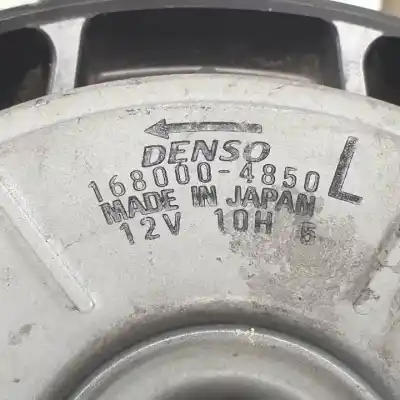 DENSO
168000-4850 L
MADE IN JAPAN
12V 10H 5